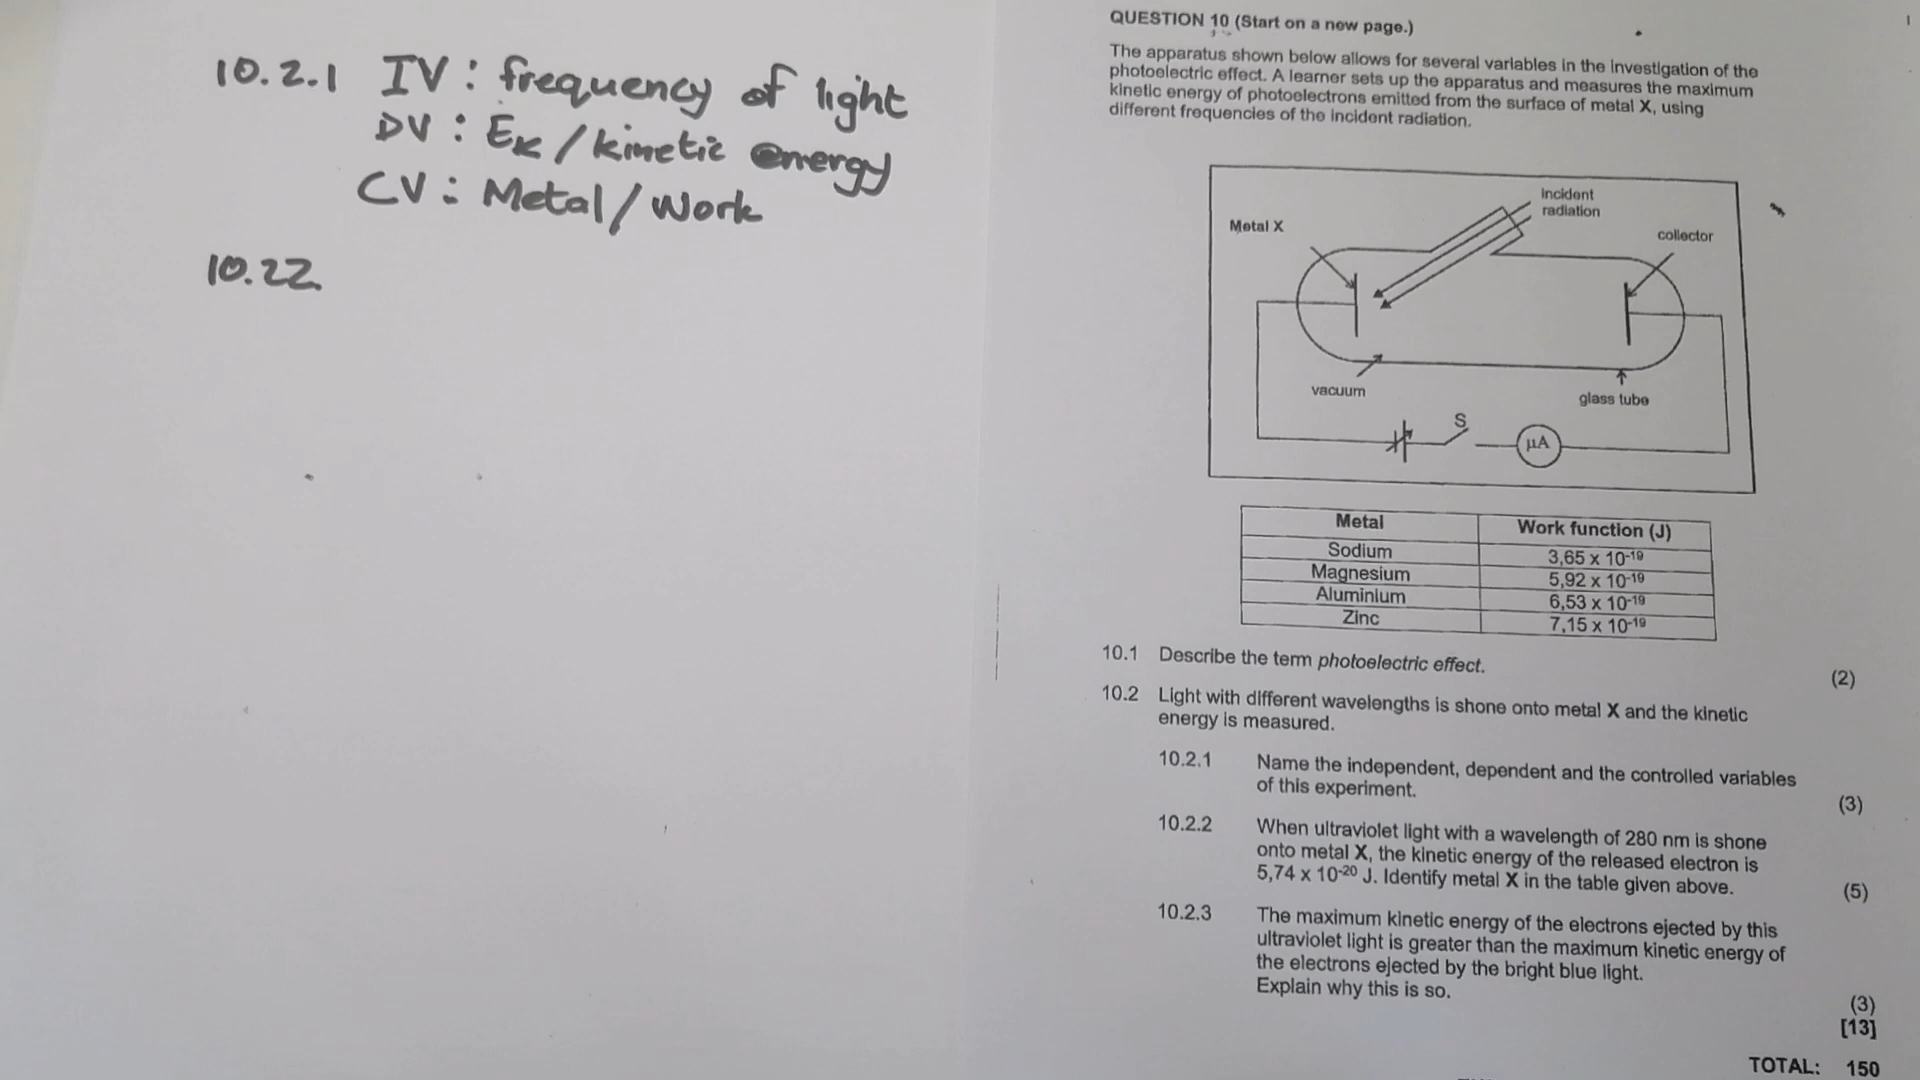 10.2.1 IV : frequency of light
DV : EK / kinetic energy
CV : Metal / Work
10.22.
QUESTION 10 (Start on a new page.)
The apparatus shown below allows for several variables in the investigation of the
photoelectric effect. A learner sets up the apparatus and measures the maximum
kinetic energy of photoelectrons emitted from the surface of metal X, using
different frequencies of the incident radiation.
incident
radiation
Metal X
collector
vacuum
glass tube
S
µA
Metal Work function (J)
Sodium 3,65 x 10⁻¹⁹
Magnesium 5,92 x 10⁻¹⁹
Aluminium 6,53 x 10⁻¹⁹
Zinc 7,15 x 10⁻¹⁹
10.1 Describe the term photoelectric effect. (2)
10.2 Light with different wavelengths is shone onto metal X and the kinetic
energy is measured.
10.2.1 Name the independent, dependent and the controlled variables
of this experiment. (3)
10.2.2 When ultraviolet light with a wavelength of 280 nm is shone
onto metal X, the kinetic energy of the released electron is
5,74 x 10⁻²⁰ J. Identify metal X in the table given above. (5)
10.2.3 The maximum kinetic energy of the electrons ejected by this
ultraviolet light is greater than the maximum kinetic energy of
the electrons ejected by the bright blue light.
Explain why this is so. (3)
[13]
TOTAL: 150